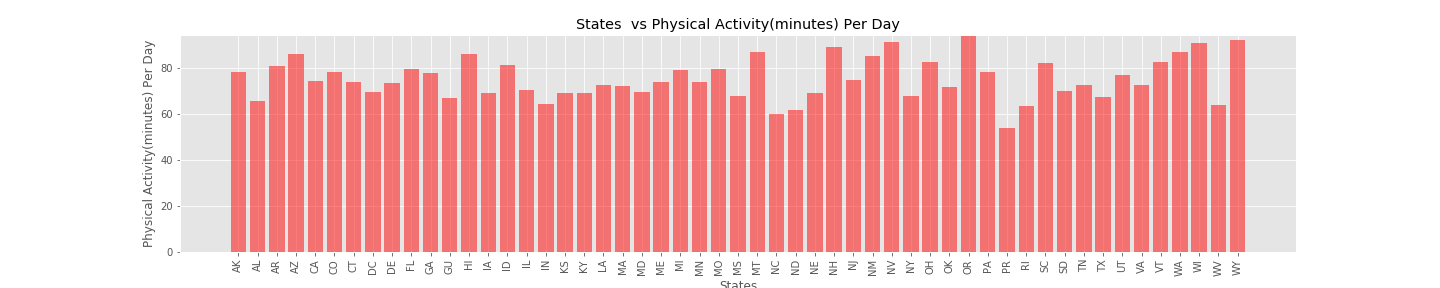 States  vs Physical Activity(minutes) Per Day
Physical Activity(minutes) Per Day
80
60
40
20
0
AK AL AR AZ CA CO CT DC DE FL GA GU HI IA ID IL IN KS KY LA MA MD ME MI MN MO MS MT NC ND NE NH NJ NM NV NY OH OK OR PA PR RI SC SD TN TX UT VA VT WA WI WV WY
States